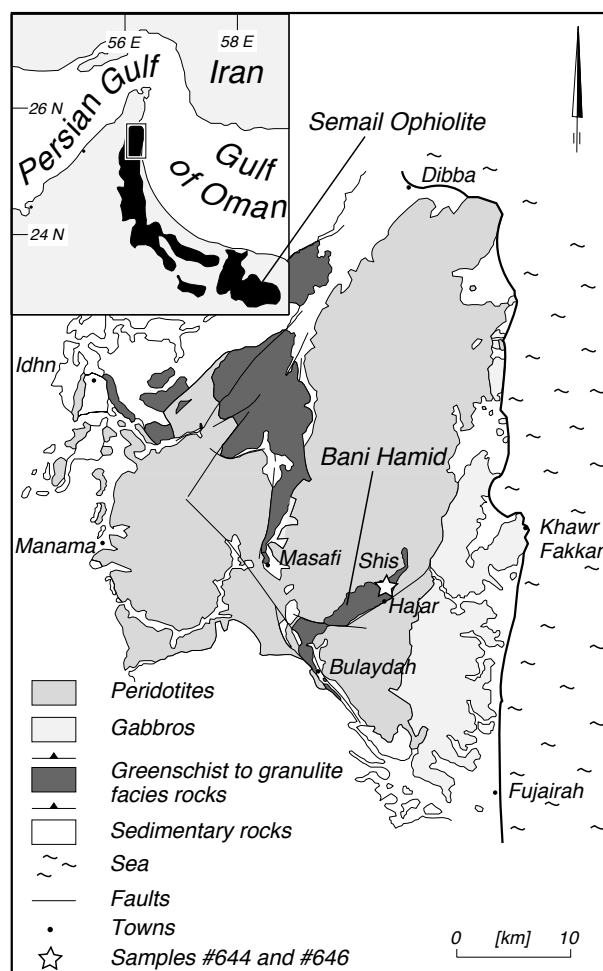 56 E
58 E
Iran
26 N
Persian Gulf
Semail Ophiolite
Gulf
of Oman
24 N
Dibba
Idhn
Bani Hamid
Manama
Masafi
Shis
Khawr
Fakkan
Hajar
Bulaydah
Peridotites
Gabbros
Greenschist to granulite
facies rocks
Fujairah
Sedimentary rocks
Sea
Faults
Towns
Samples #644 and #646
0 [km] 10